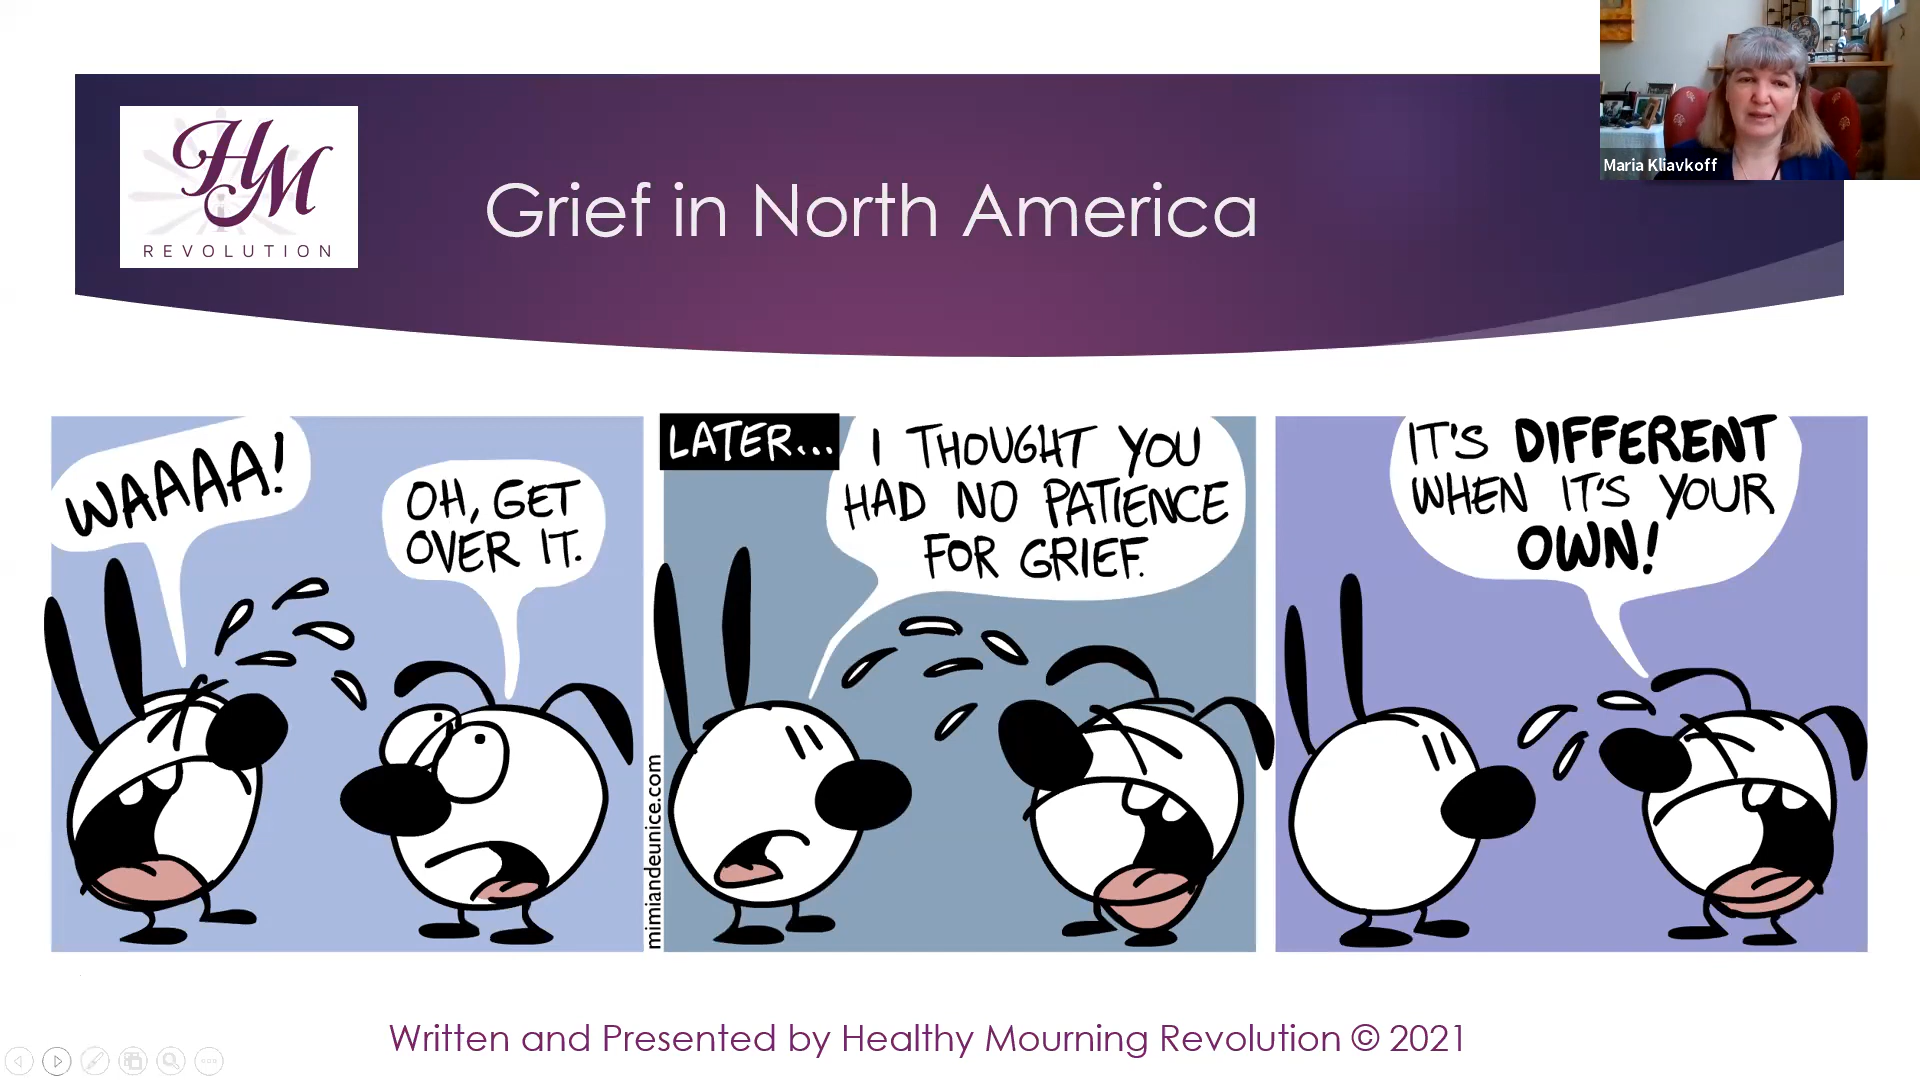 HM
REVOLUTION
Grief in North America
Maria Kliavkoff
WAAAA!
OH, GET
OVER IT.
mimiandeunice.com
LATER...
I THOUGHT YOU
HAD NO PATIENCE
FOR GRIEF.
IT'S DIFFERENT
WHEN IT'S YOUR
OWN!
Written and Presented by Healthy Mourning Revolution © 2021